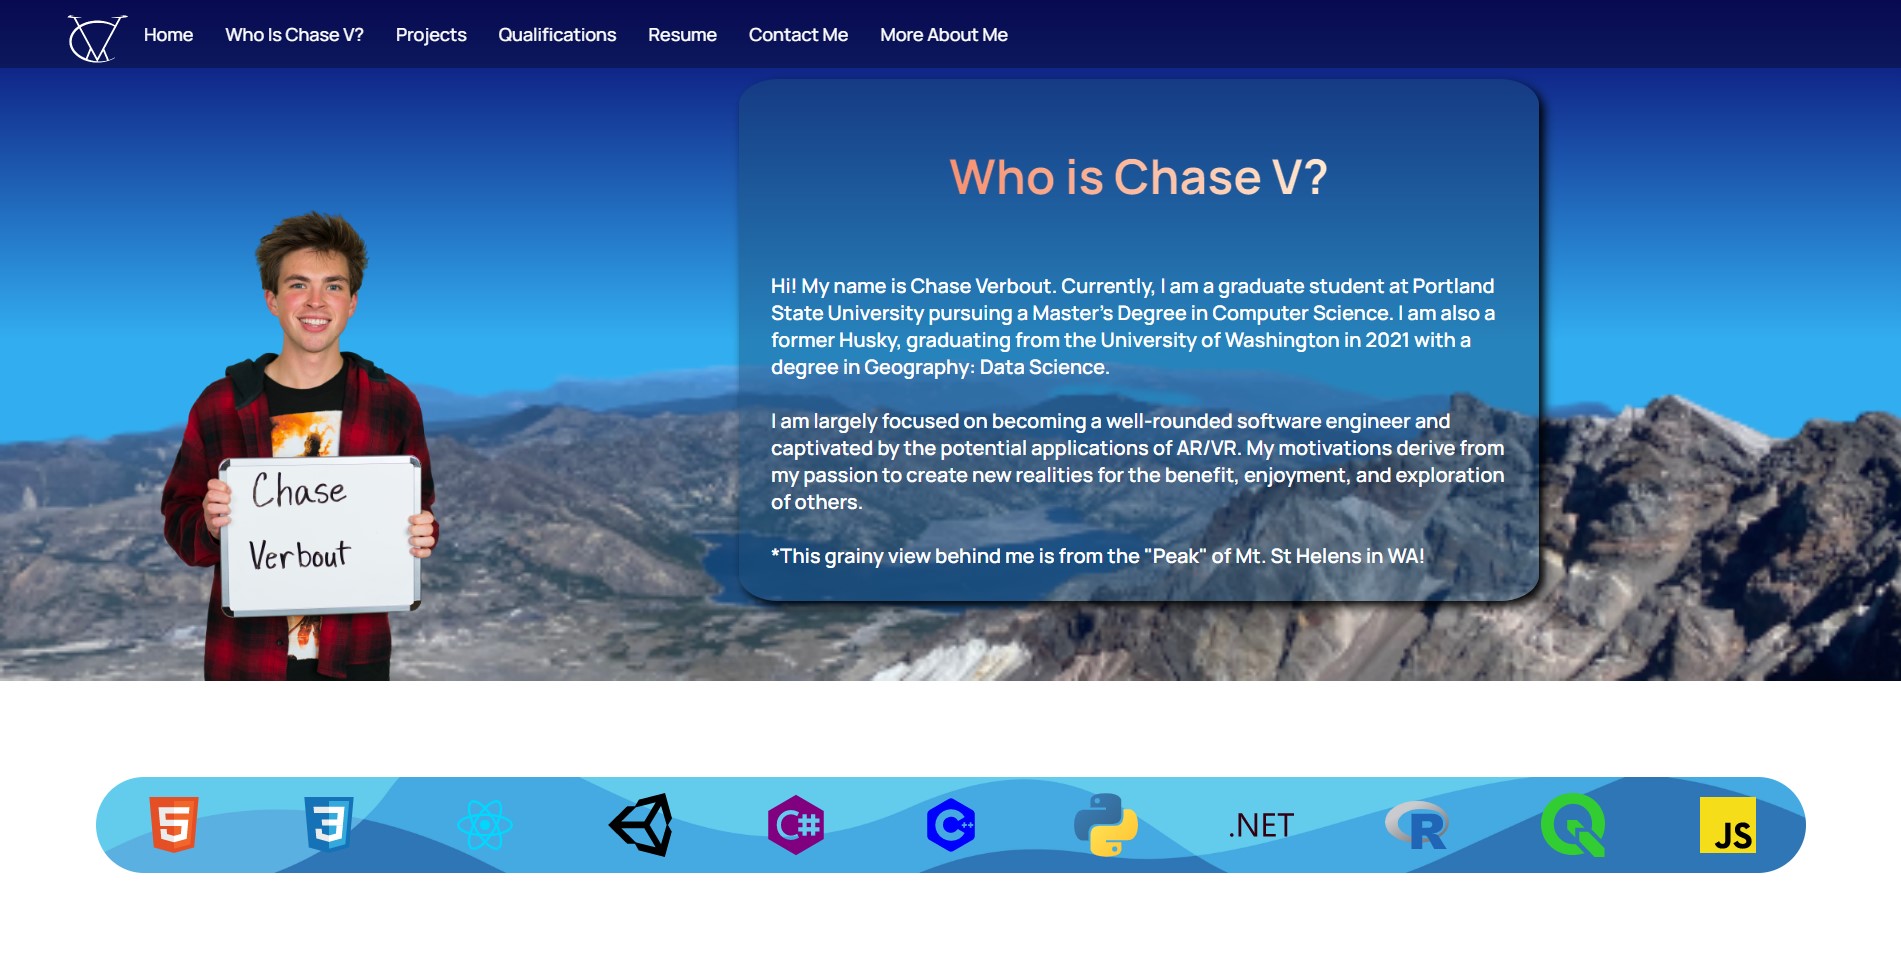 Home Who Is Chase V? Projects Qualifications Resume Contact Me More About Me
Who is Chase V?
Hi! My name is Chase Verbout. Currently, I am a graduate student at Portland
State University pursuing a Master's Degree in Computer Science. I am also a
former Husky, graduating from the University of Washington in 2021 with a
degree in Geography: Data Science.
I am largely focused on becoming a well-rounded software engineer and
captivated by the potential applications of AR/VR. My motivations derive from
my passion to create new realities for the benefit, enjoyment, and exploration
of others.
*This grainy view behind me is from the "Peak" of Mt. St Helens in WA!
Chase
Verbout
5 3 C# C++ .NET R JS